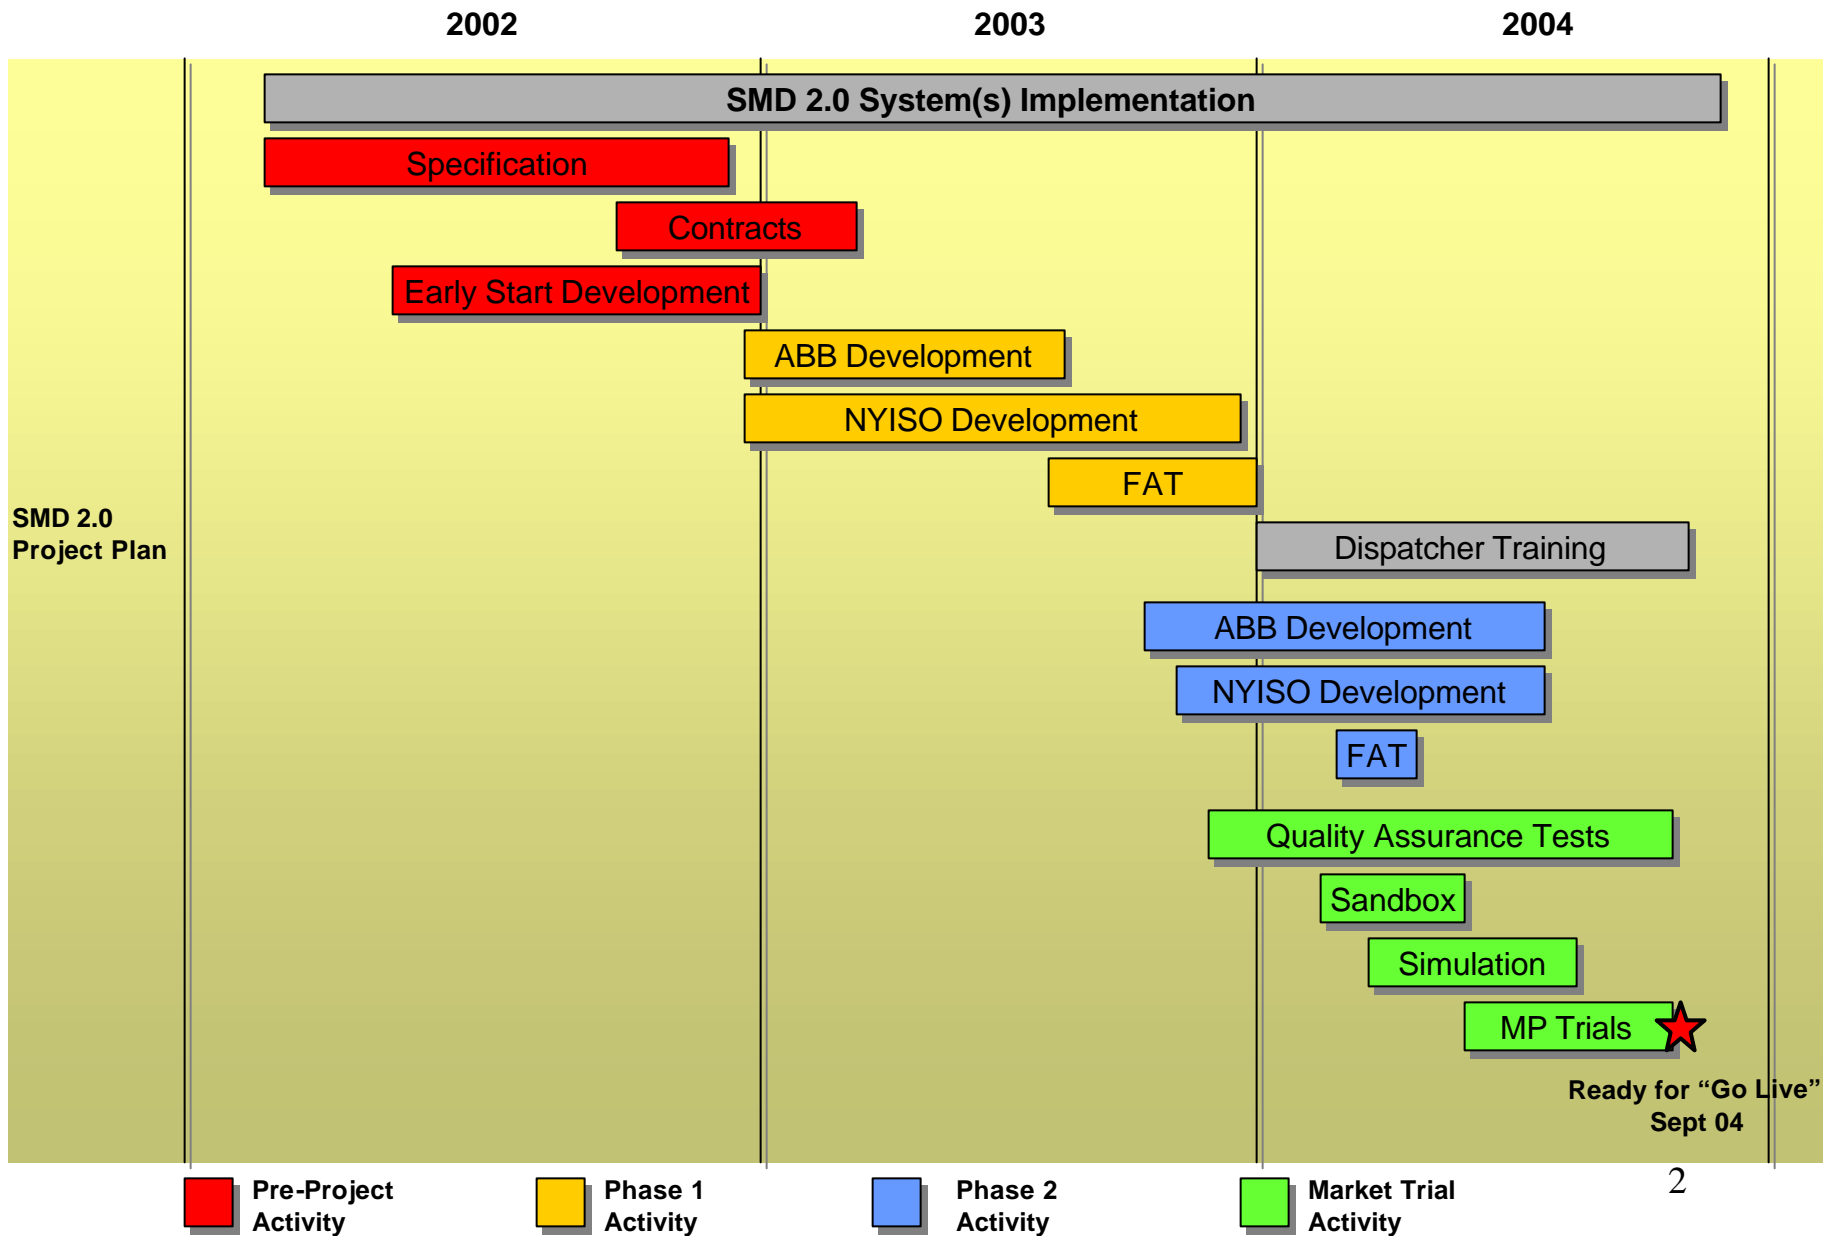 2002 2003 2004
SMD 2.0 System(s) Implementation
Specification
Contracts
Early Start Development
ABB Development
NYISO Development
FAT
SMD 2.0
Project Plan
Dispatcher Training
ABB Development
NYISO Development
FAT
Quality Assurance Tests
Sandbox
Simulation
MP Trials
Ready for “Go Live”
Sept 04
2
Pre-Project
Activity
Phase 1
Activity
Phase 2
Activity
Market Trial
Activity